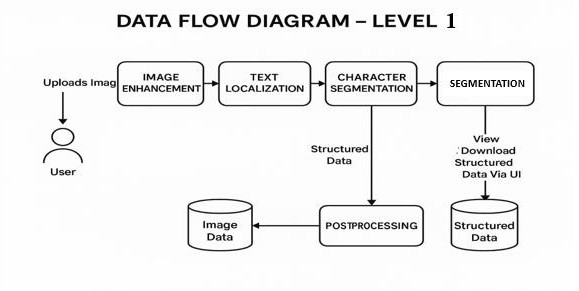 DATA FLOW DIAGRAM – LEVEL 1
Uploads Imag
IMAGE
ENHANCEMENT
TEXT
LOCALIZATION
CHARACTER
SEGMENTATION
SEGMENTATION
User
Structured
Data
View
Download
Structured
Data Via UI
Image
Data
POSTPROCESSING
Structured
Data